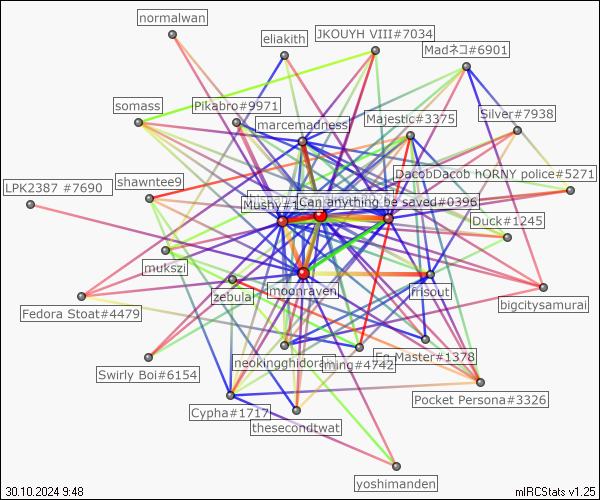 normalwan
eliakith
JKOUYH VIII#7034
Madネコ#6901
somass
Pikabro#9971
marcemadness
Majestic#3375
Silver#7938
DacobDacob hORNY police#5271
LPK2387 #7690
shawntee9
Mushy#1
Can anything be saved#0396
Duck#1245
mukszi
zebula
moonraven
frisout
bigcitysamurai
Fedora Stoat#4479
Swirly Boi#6154
neokingghidorah
ming#4742
En Master#1378
Pocket Persona#3326
Cypha#1717
thesecondtwat
yoshimanden
30.10.2024 9:48
mIRCStats v1.25